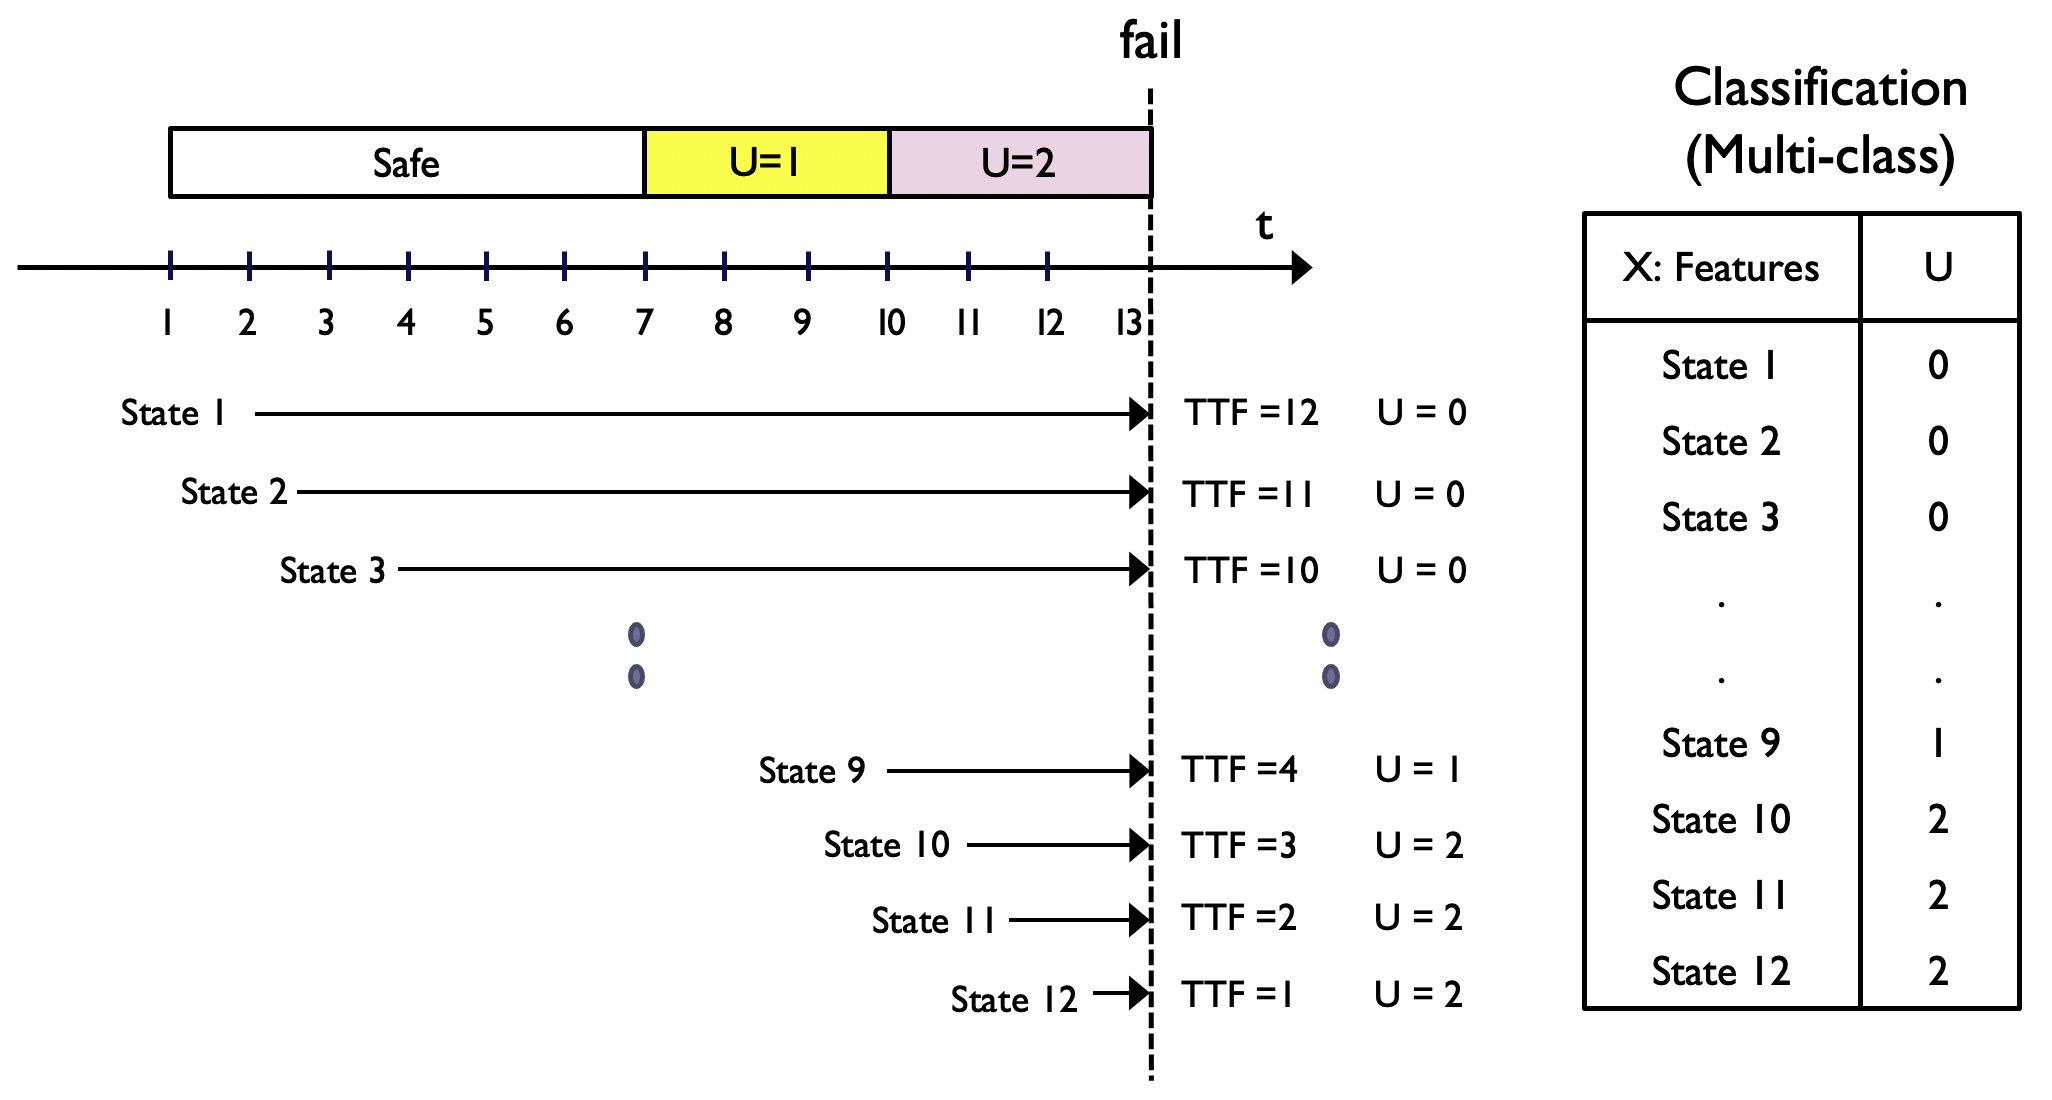 fail
Safe U=1 U=2
t
1 2 3 4 5 6 7 8 9 10 11 12 13
State 1 TTF =12 U = 0
State 2 TTF =11 U = 0
State 3 TTF =10 U = 0
State 9 TTF =4 U = 1
State 10 TTF =3 U = 2
State 11 TTF =2 U = 2
State 12 TTF =1 U = 2
Classification
(Multi-class)
X: Features U
State 1 0
State 2 0
State 3 0
. .
. .
State 9 1
State 10 2
State 11 2
State 12 2